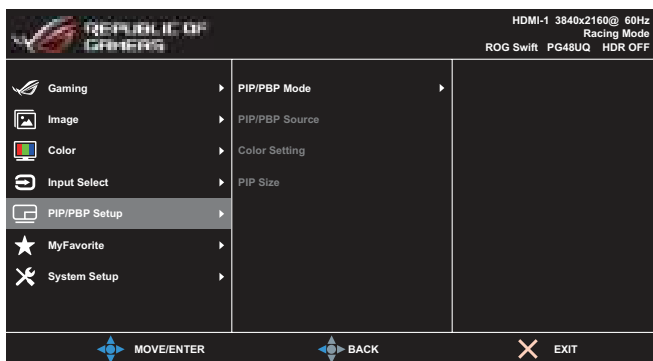 REPUBLIC OF
GAMERS
HDMI-1 3840x2160@ 60Hz
Racing Mode
ROG Swift PG48UQ HDR OFF
Gaming
Image
Color
Input Select
PIP/PBP Setup
MyFavorite
System Setup
PIP/PBP Mode
PIP/PBP Source
Color Setting
PIP Size
MOVE/ENTER
BACK
EXIT